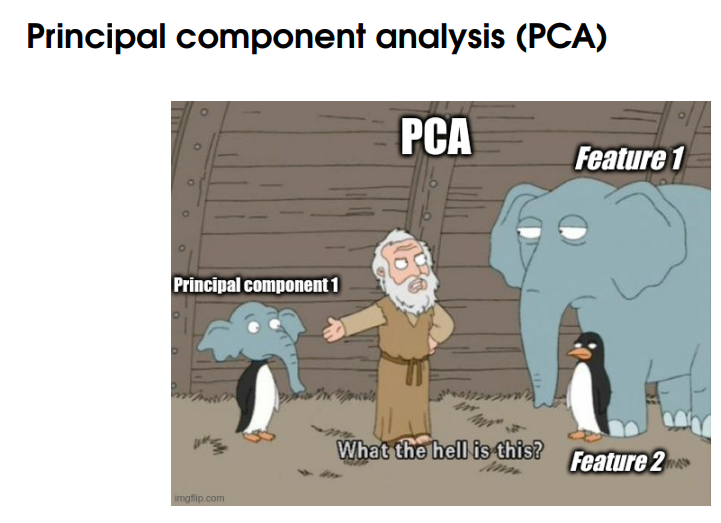 Principal component analysis (PCA)
PCA
Feature 1
Principal component 1
What the hell is this?
Feature 2
imgflip.com